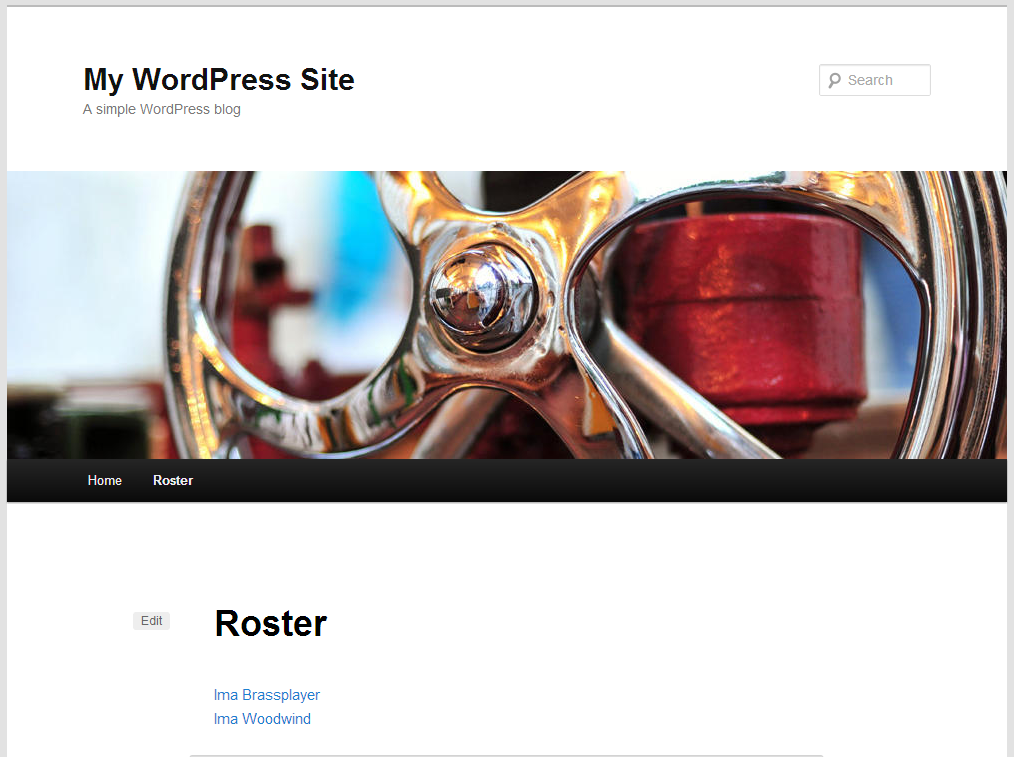 My WordPress Site
A simple WordPress blog
Search
Home
Roster
Edit
Roster
Ima Brassplayer
Ima Woodwind